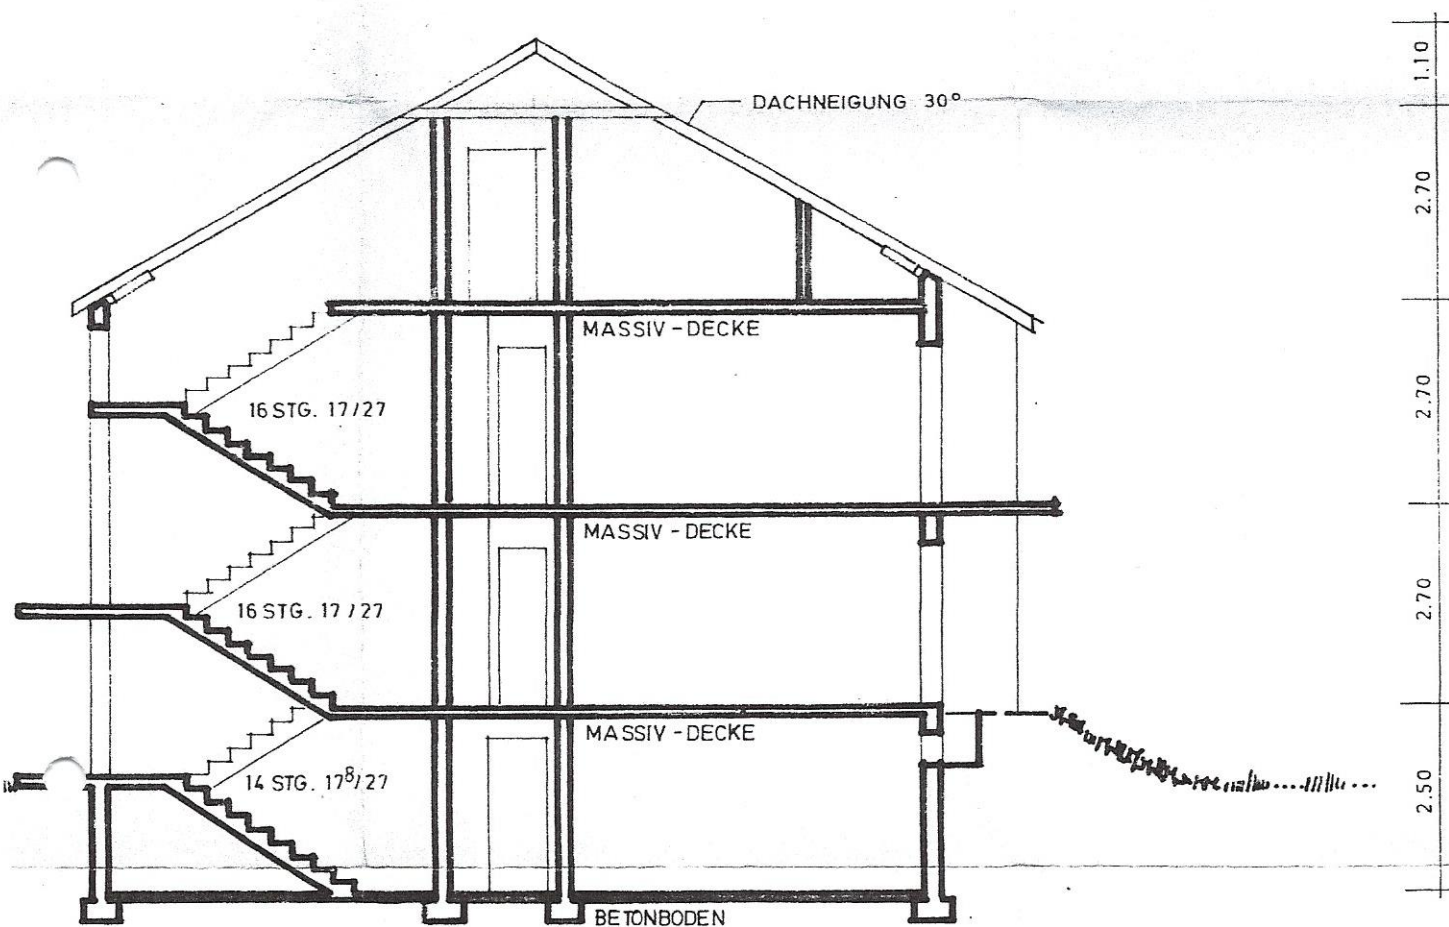 1.10
DACHNEIGUNG 30°
2.70
MASSIV-DECKE
2.70
16 STG. 17/27
MASSIV-DECKE
2.70
16 STG. 17/27
MASSIV-DECKE
14 STG. 17⁸/27
2.50
BETONBODEN